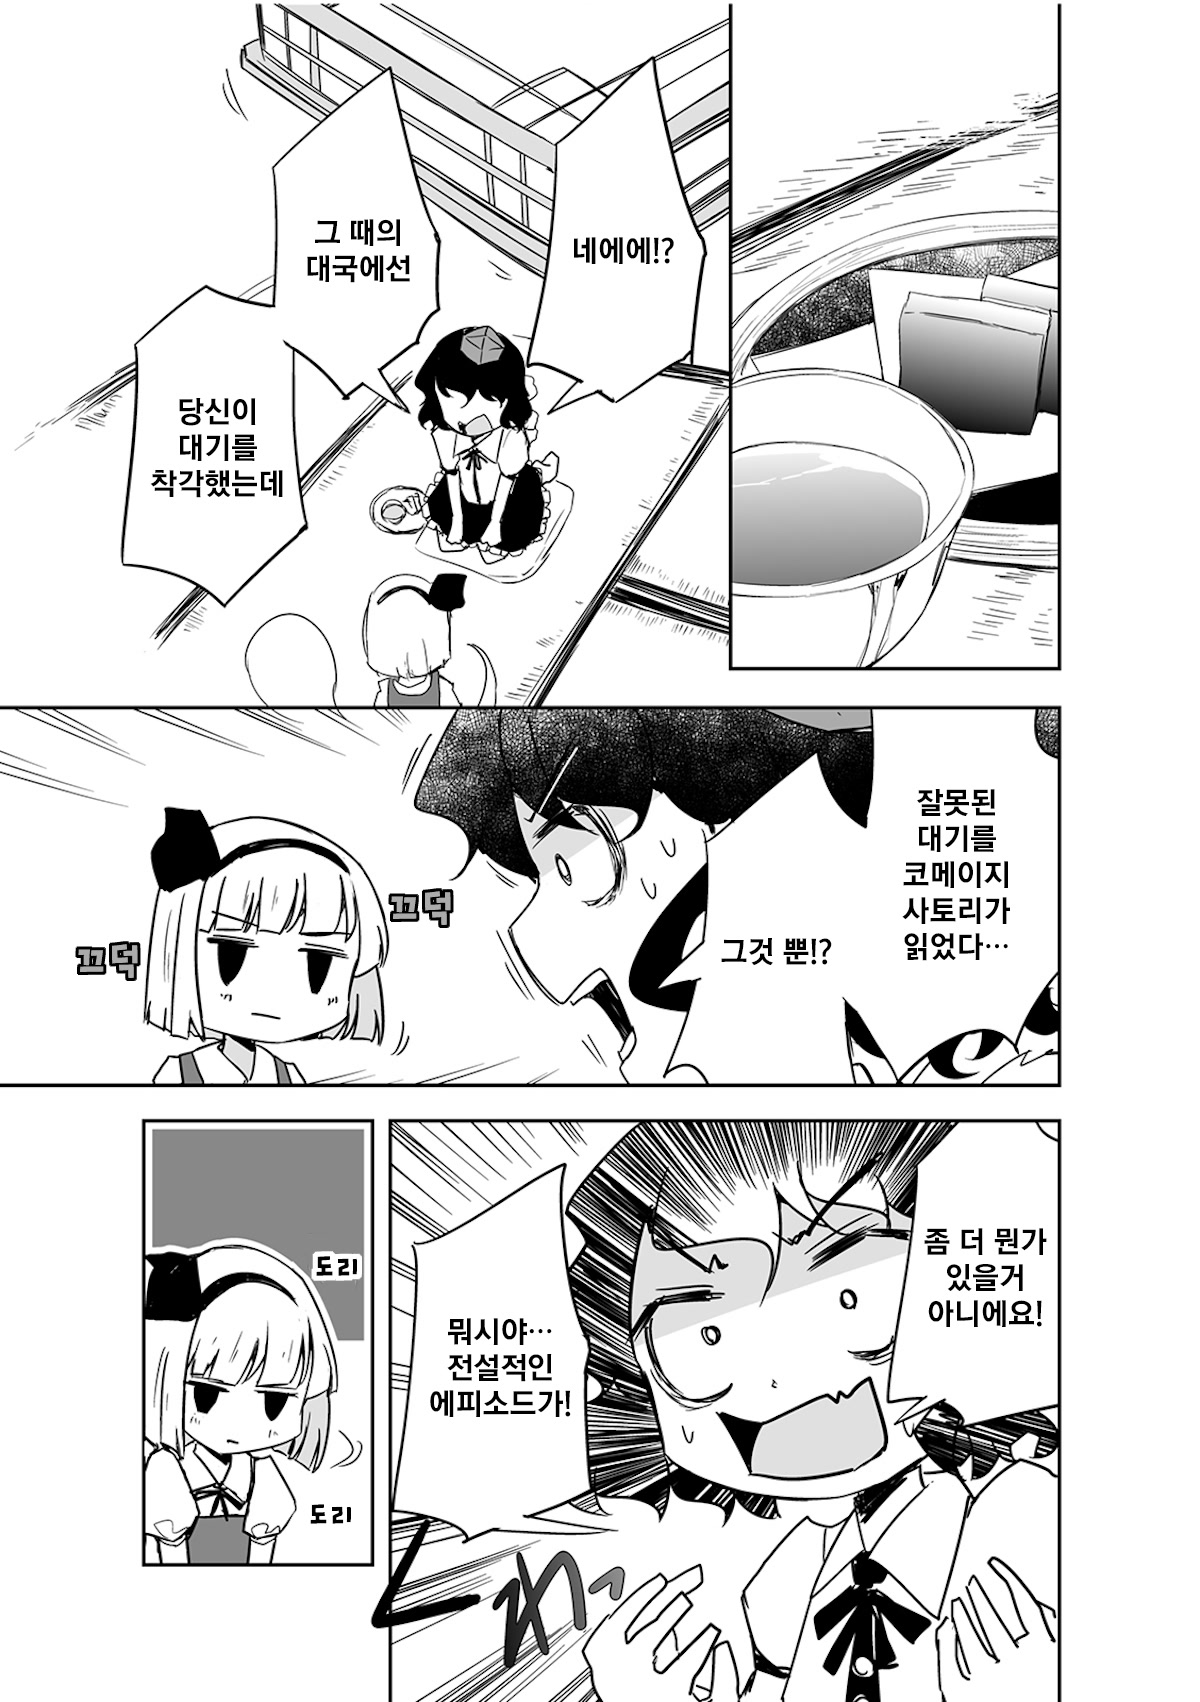 네에에!?
그 때의
대국에선
당신이
대기를
착각했는데
잘못된
대기를
코메이지
사토리가
읽었다…
그것 뿐!?
끄덕
끄덕
좀 더 뭔가
있을거
아니에요!
뭐시야…
전설적인
에피소드가!
くわっ
도리
도리